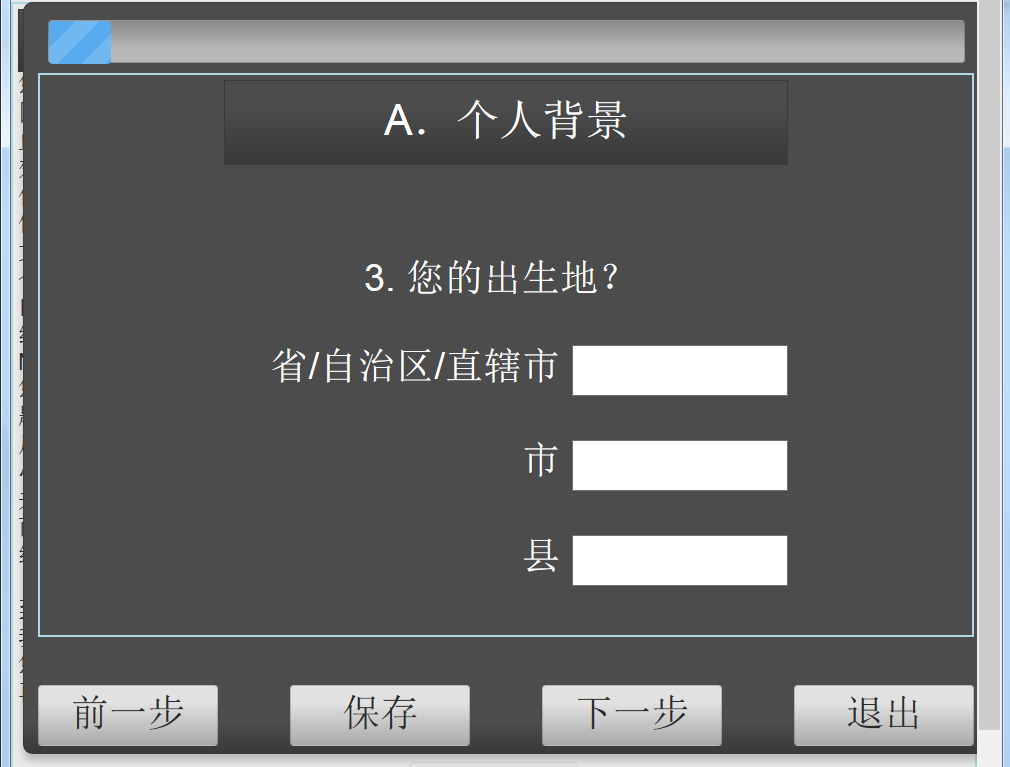 A. 个人背景
3. 您的出生地？
省/自治区/直辖市
市
县
前一步 保存 下一步 退出